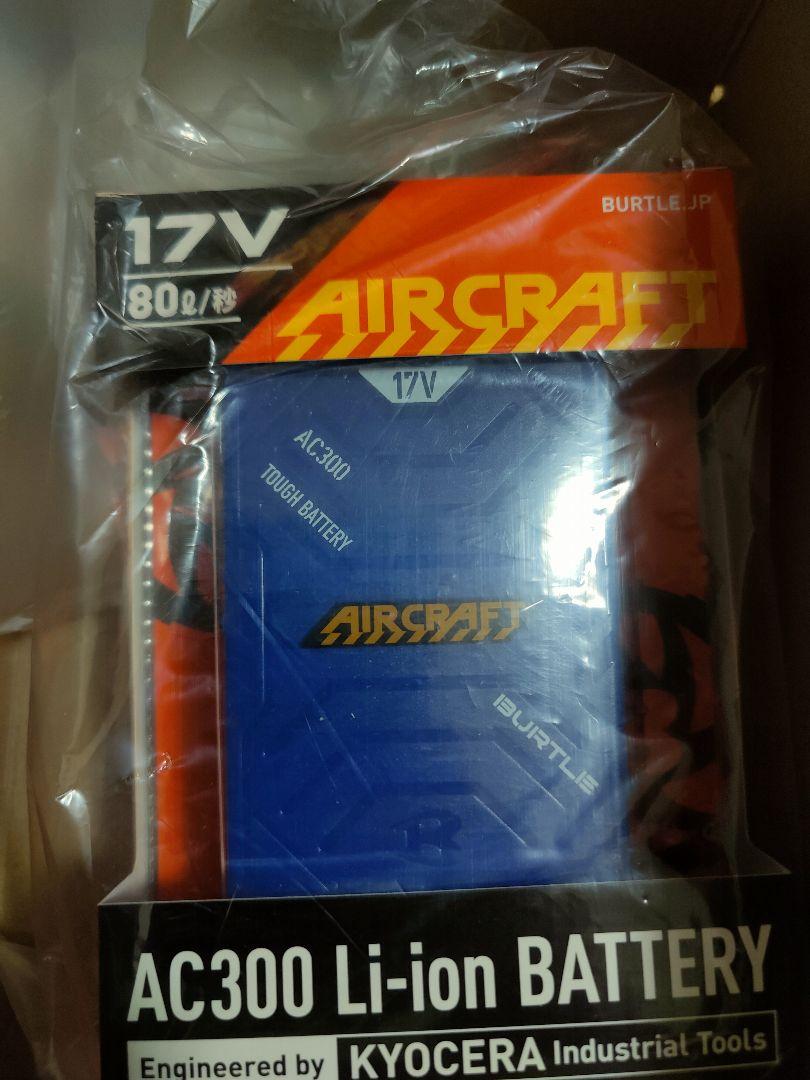 17V
BURTLE.JP
80ℓ/秒
AIRCRAFT
17V
AC300
TOUGH BATTERY
AIRCRAFT
BURTLE
AC300 Li-ion BATTERY
Engineered by KYOCERA Industrial Tools